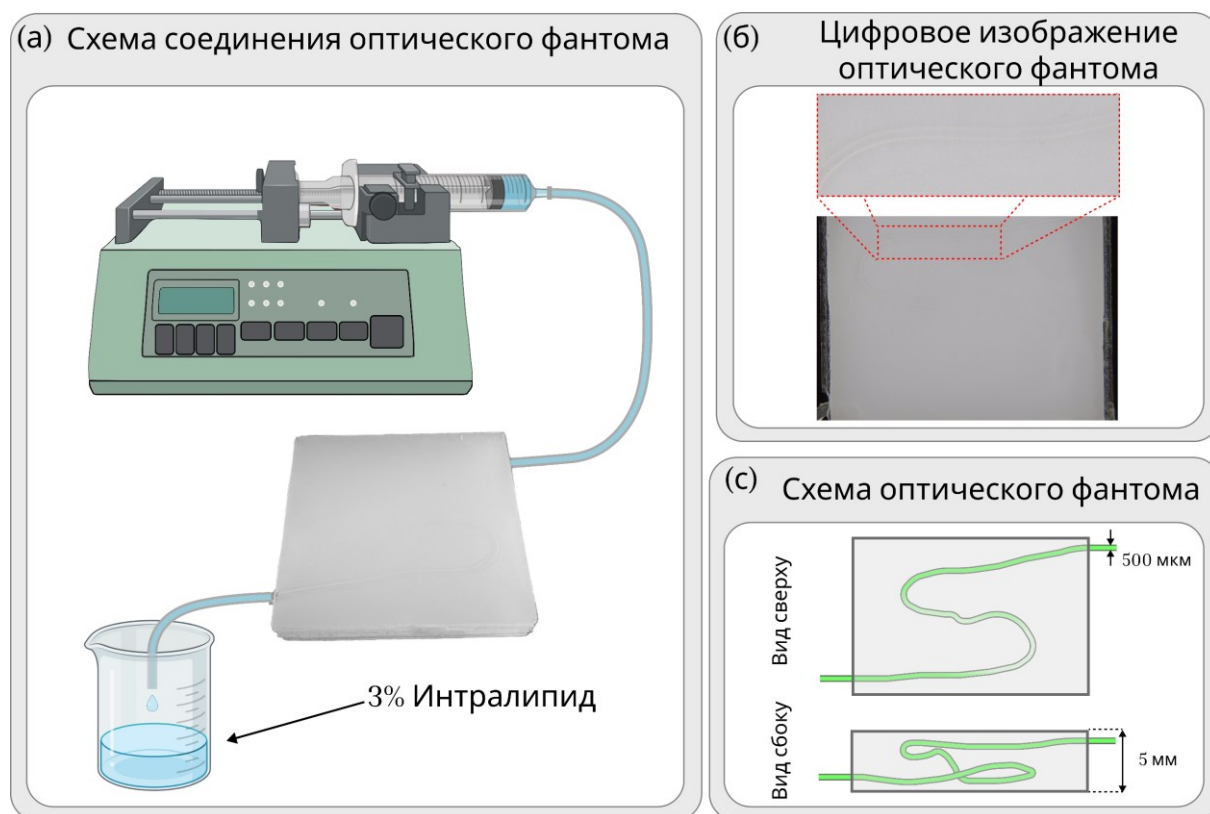 (а) Схема соединения оптического фантома
3% Интралипид
(б) Цифровое изображение
оптического фантома
(с) Схема оптического фантома
Вид сверху
500 мкм
Вид сбоку
5 мм